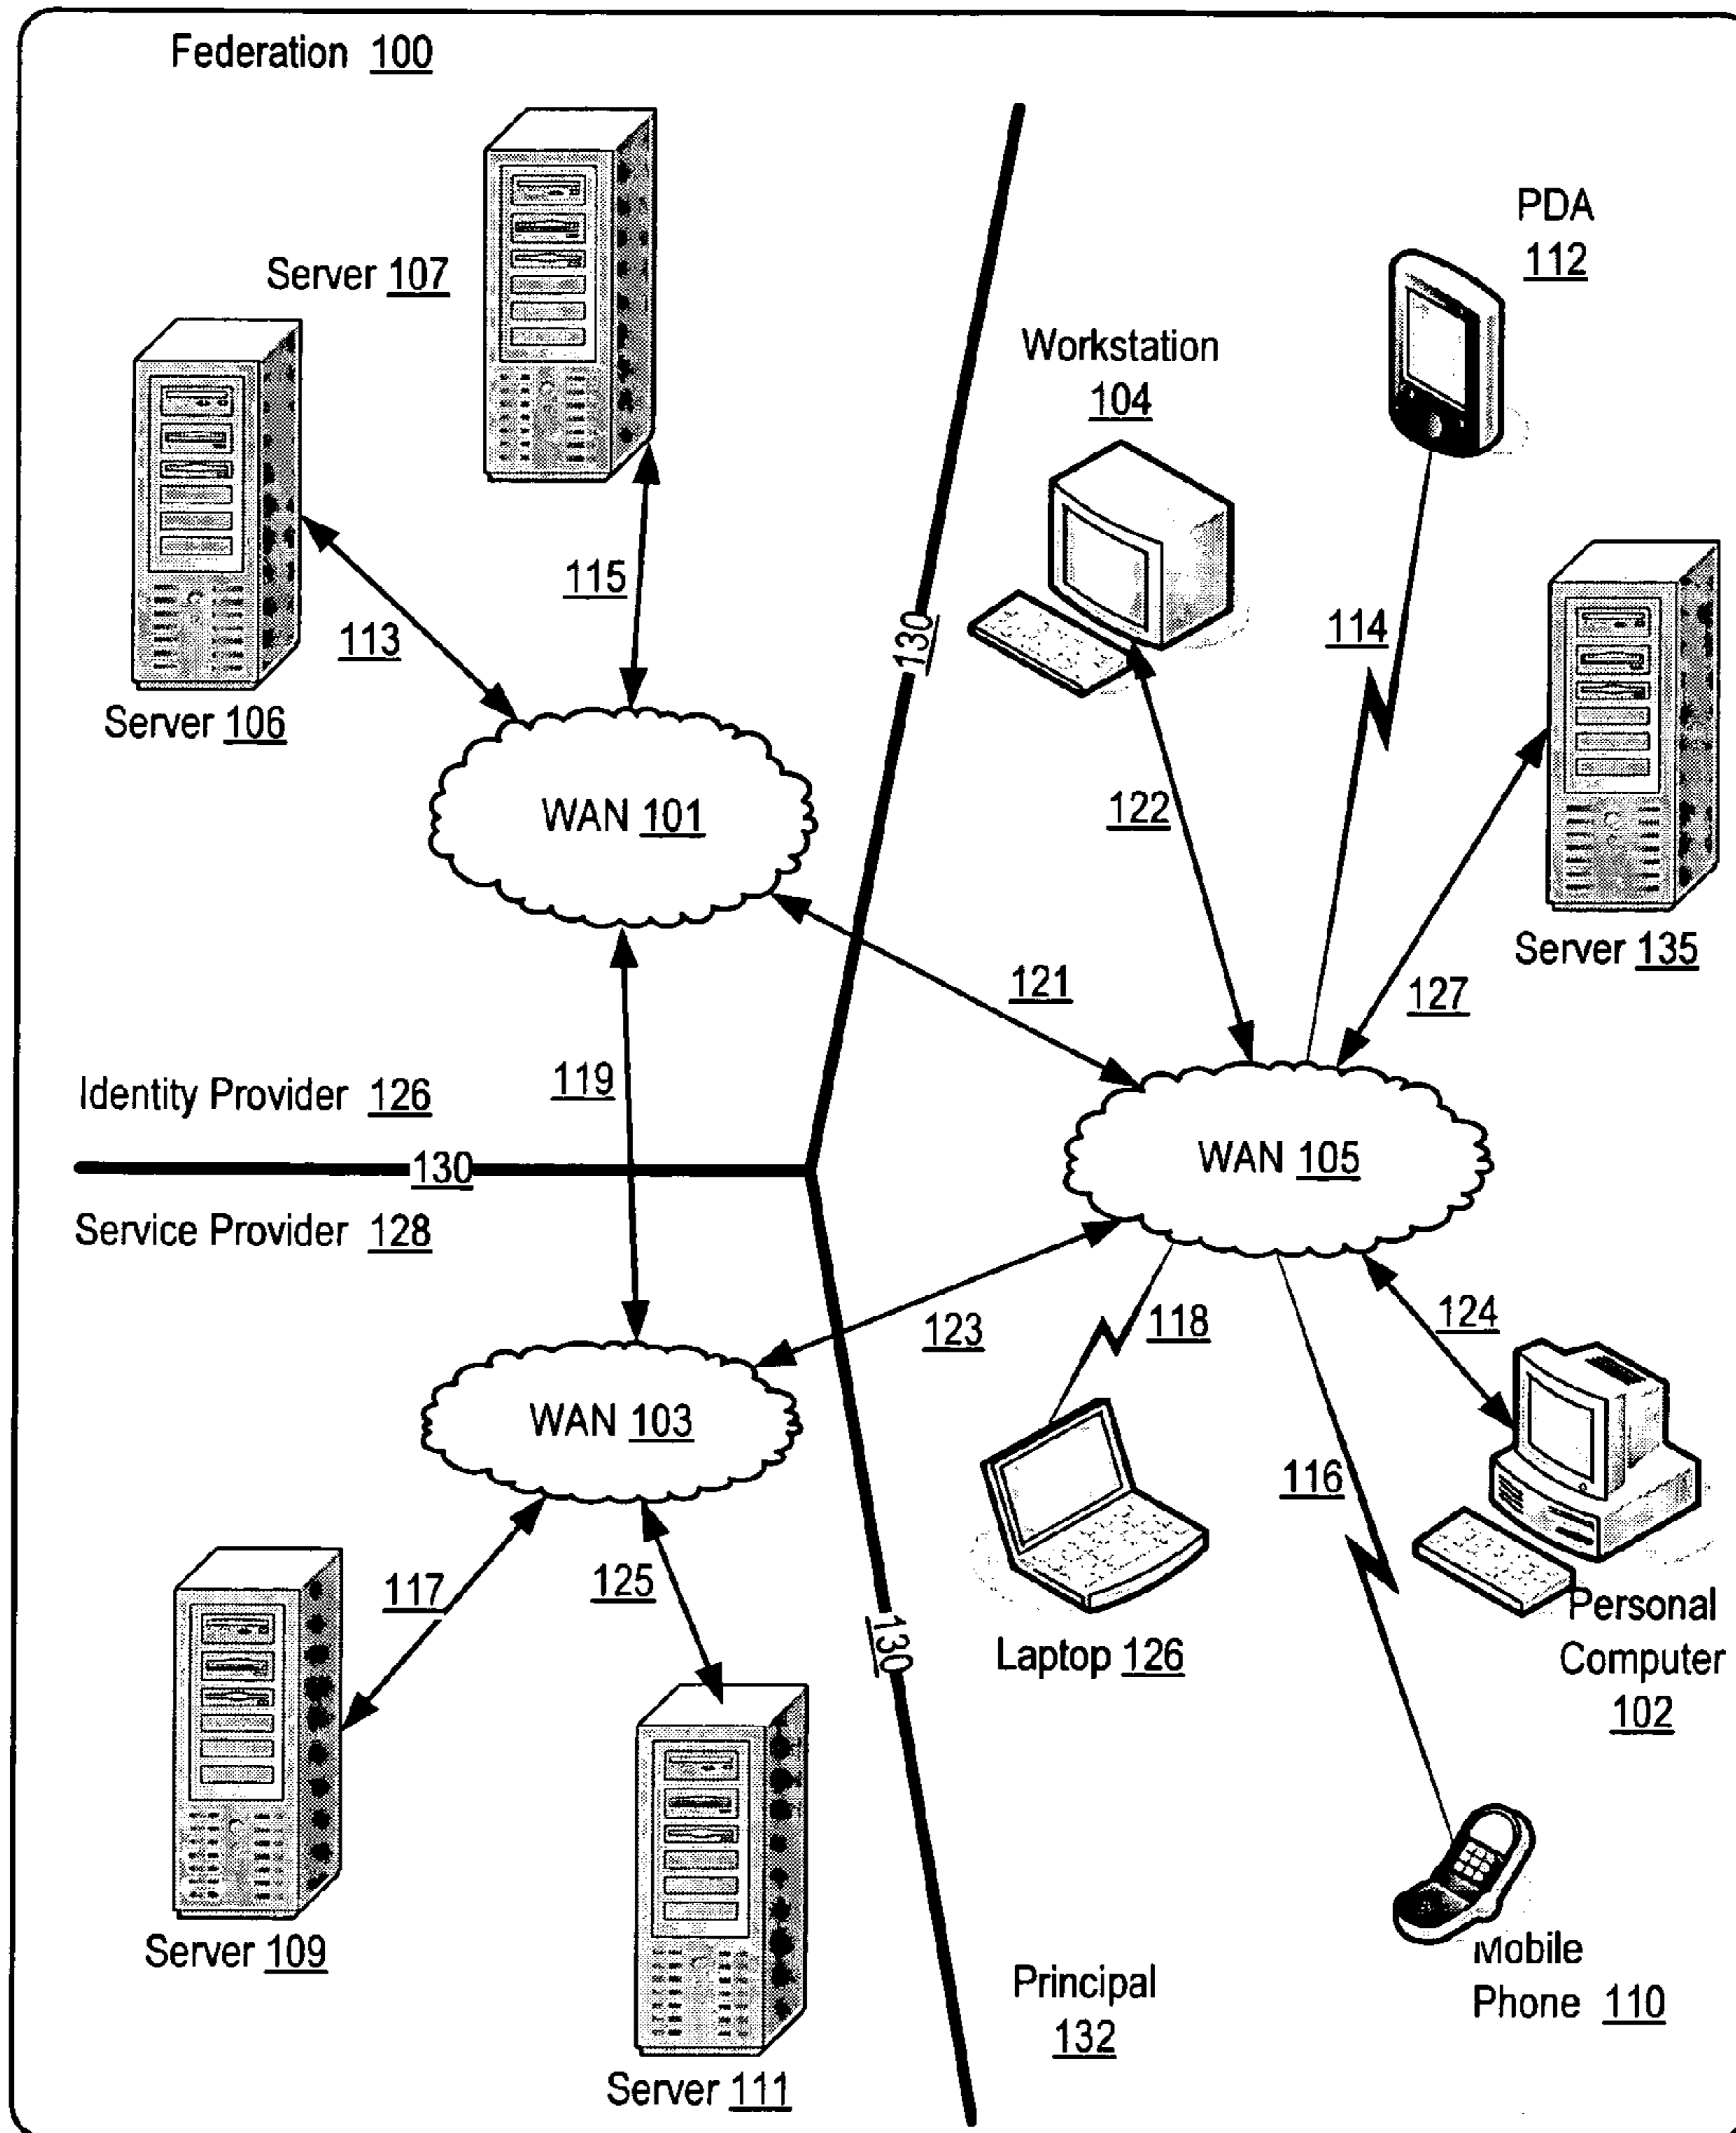 Federation 100
Server 107
PDA
112
Workstation
104
115
113
130
114
Server 106
WAN 101
122
Server 135
121
127
119
Identity Provider 126
WAN 105
130
Service Provider 128
118
124
123
WAN 103
116
117
125
130
Laptop 126
Personal
Computer
102
Server 109
Principal
132
Mobile
Phone 110
Server 111